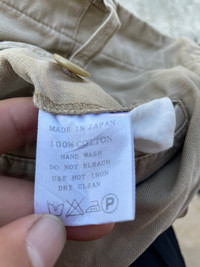 MADE IN JAPAN.
100% COTTON
HAND WASH
DO NOT BLEACH
USE HOT IRON
DRY CLEAN
P